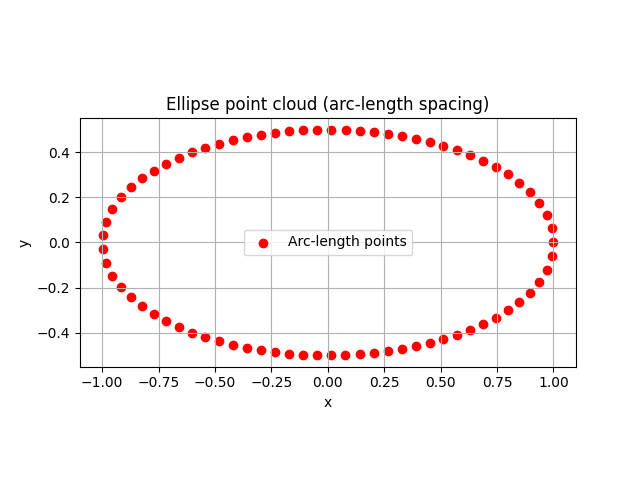 Ellipse point cloud (arc-length spacing)
0.4
0.2
0.0
−0.2
−0.4
y
Arc-length points
−1.00 −0.75 −0.50 −0.25 0.00 0.25 0.50 0.75 1.00
x